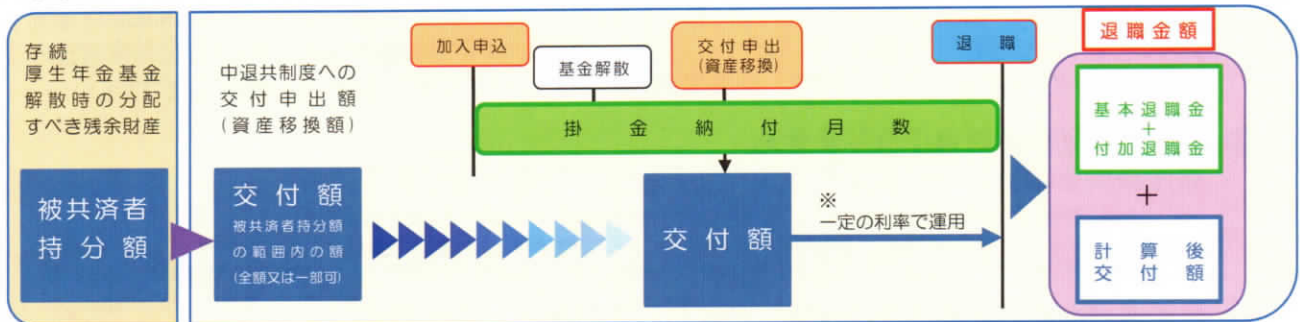 存続
厚生年金基金
解散時の分配
すべき残余財産
被共済者
持分額
中退共制度への
交付申出額
(資産移換額)
交付額
被共済者持分額
の範囲内の額
(全額又は一部可)
加入申込
基金解散
交付申出
(資産移換)
退職
掛金納付月数
交付額
※
一定の利率で運用
退職金額
基本退職金
+
付加退職金
+
計算後
交付額